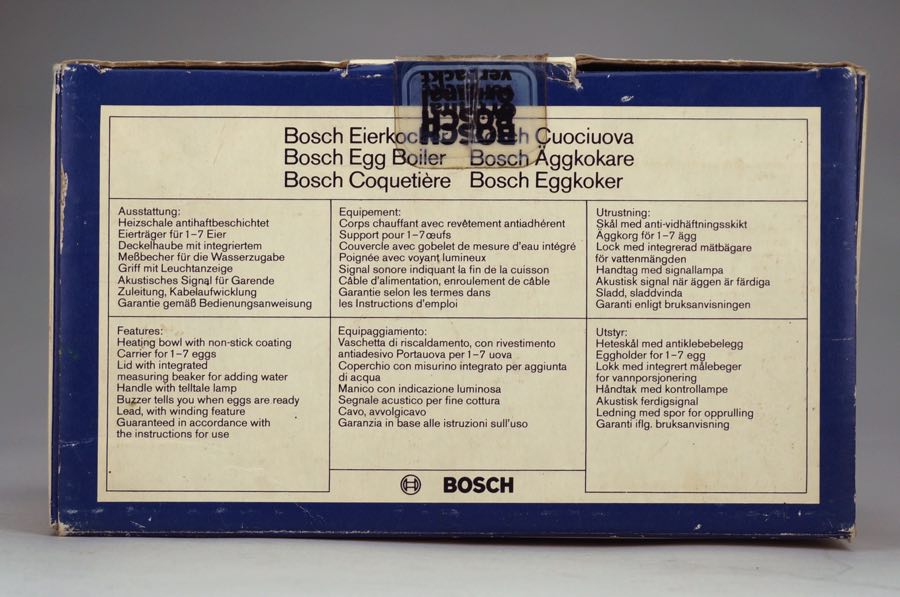 Bosch Eierkocher
Bosch Cuociuova
Bosch Egg Boiler
Bosch Äggkokare
Bosch Coquetière
Bosch Eggkoker
Ausstattung:
Heizschale antihaftbeschichtet
Eierträger für 1–7 Eier
Deckelhaube mit integriertem
Meßbecher für die Wasserzugabe
Griff mit Leuchtanzeige
Akustisches Signal für Garende
Zuleitung, Kabelaufwicklung
Garantie gemäß Bedienungsanweisung
Equipement:
Corps chauffant avec revêtement antiadhérent
Support pour 1–7 œufs
Couvercle avec gobelet de mesure d'eau intégré
Poignée avec voyant lumineux
Signal sonore indiquant la fin de la cuisson
Câble d'alimentation, enroulement de câble
Garantie selon les termes dans
les Instructions d'emploi
Utrustning:
Skål med anti-vidhäftningsskikt
Äggkorg för 1–7 ägg
Lock med integrerad mätbägare
för vattenmängden
Handtag med signallampa
Akustisk signal när äggen är färdiga
Sladd, sladdvinda
Garanti enligt bruksanvisningen
Features:
Heating bowl with non-stick coating
Carrier for 1–7 eggs
Lid with integrated
measuring beaker for adding water
Handle with telltale lamp
Buzzer tells you when eggs are ready
Lead, with winding feature
Guaranteed in accordance with
the instructions for use
Equipaggiamento:
Vaschetta di riscaldamento, con rivestimento
antiadesivo Portauova per 1–7 uova
Coperchio con misurino integrato per aggiunta
di acqua
Manico con indicazione luminosa
Segnale acustico per fine cottura
Cavo, avvolgicavo
Garanzia in base alle istruzioni sull'uso
Utstyr:
Heteskål med antiklebebelegg
Eggholder for 1–7 egg
Lokk med integrert målebeger
for vannporsjonering
Håndtak med kontrollampe
Akustisk ferdigsignal
Ledning med spor for opprulling
Garanti iflg. bruksanvisning
BOSCH